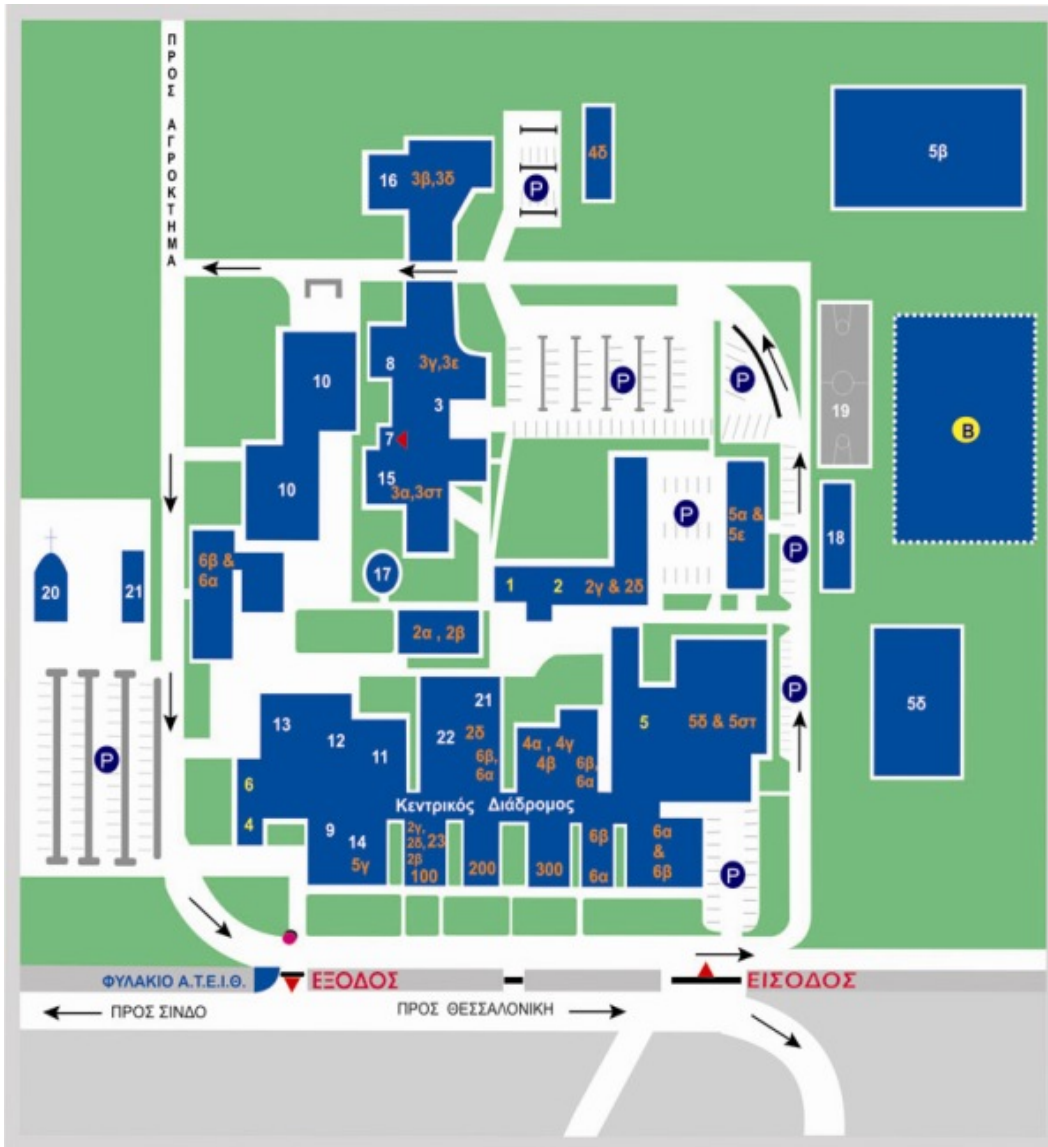 ΠΡΟΣ ΑΓΡΟΚΤΗΜΑ
4δ
5β
P
16 3β,3δ
8 3γ,3ε
10
3
P
P
19
B
7
15
3α,3στ
10
P
5α &
5ε
18
P
20
21
6β &
6α
17
1 2 2γ & 2δ
2α , 2β
P
5δ
13
12
11
21
22 2δ
6β,
6α
4α , 4γ
4β
6β,
6α
5 5δ & 5στ
P
6
4
Κεντρικός Διάδρομος
9
14
5γ
2γ,
2δ, 23
2β
100
200
300
6β
6α
6α
&
6β
P
ΦΥΛΑΚΙΟ Α.Τ.Ε.Ι.Θ.
ΕΞΟΔΟΣ
ΕΙΣΟΔΟΣ
ΠΡΟΣ ΣΙΝΔΟ
ΠΡΟΣ ΘΕΣΣΑΛΟΝΙΚΗ